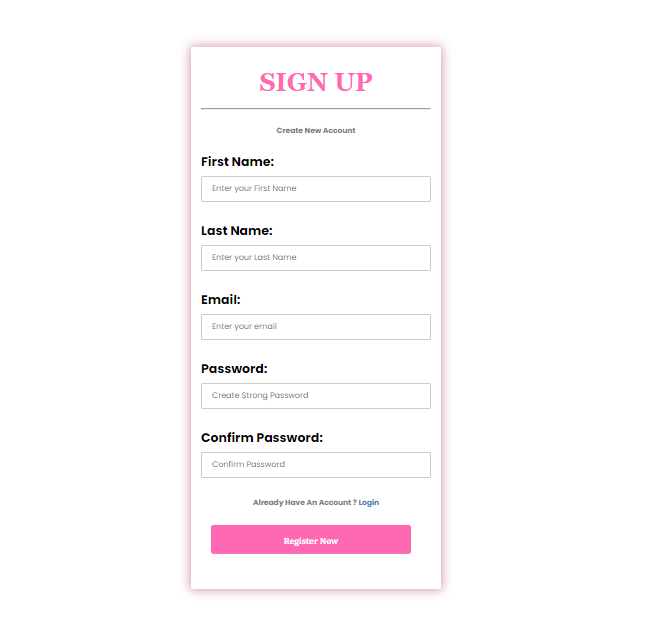 SIGN UP
Create New Account
First Name:
Enter your First Name
Last Name:
Enter your Last Name
Email:
Enter your email
Password:
Create Strong Password
Confirm Password:
Confirm Password
Already Have An Account ? Login
Register Now